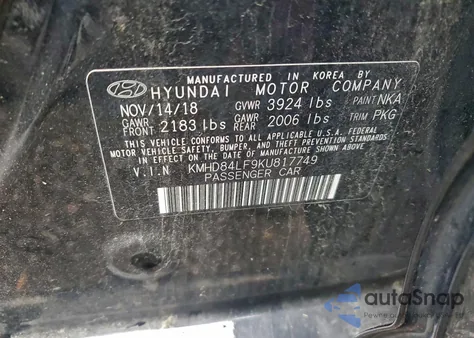 MANUFACTURED IN KOREA BY
HYUNDAI MOTOR COMPANY
NOV/14/18 GVWR 3924 lbs PAINT NKA
GAWR FRONT 2183 lbs GAWR REAR 2006 lbs TRIM PKG
THIS VEHICLE CONFORMS TO ALL APPLICABLE U.S.A. FEDERAL
MOTOR VEHICLE SAFETY, BUMPER, AND THEFT PREVENTION STANDARDS
IN EFFECT ON THE DATE OF MANUFACTURE SHOWN ABOVE.
V.I.N KMHD84LF9KU817749
PASSENGER CAR
autoSnap